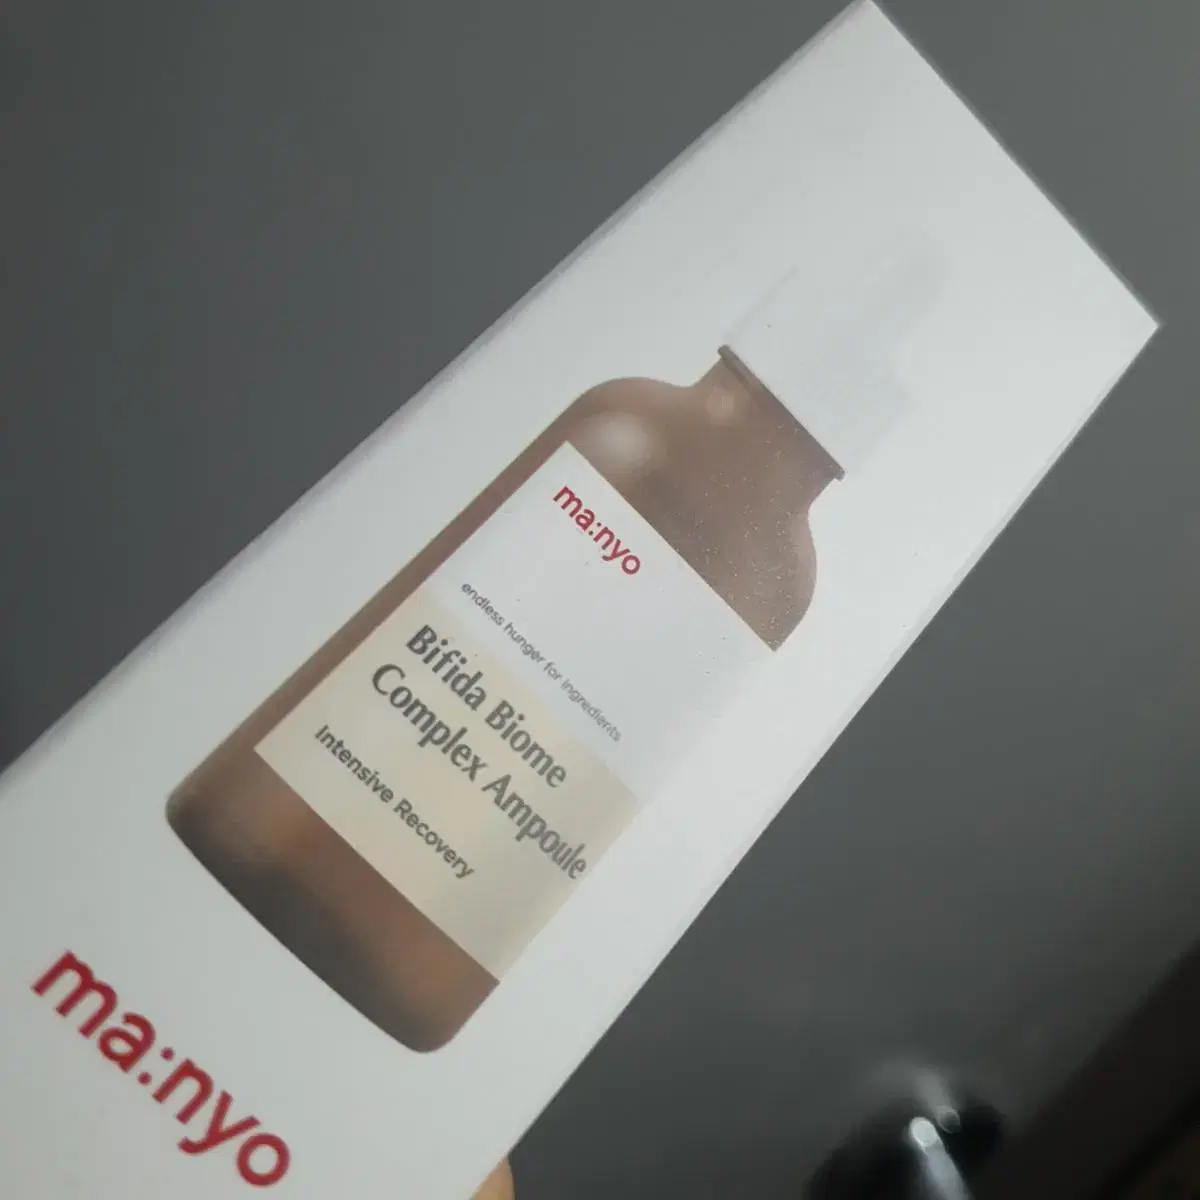 ma:nyo
endless hunger for ingredients
Bifida Biome
Complex Ampoule
Intensive Recovery
ma:nyo